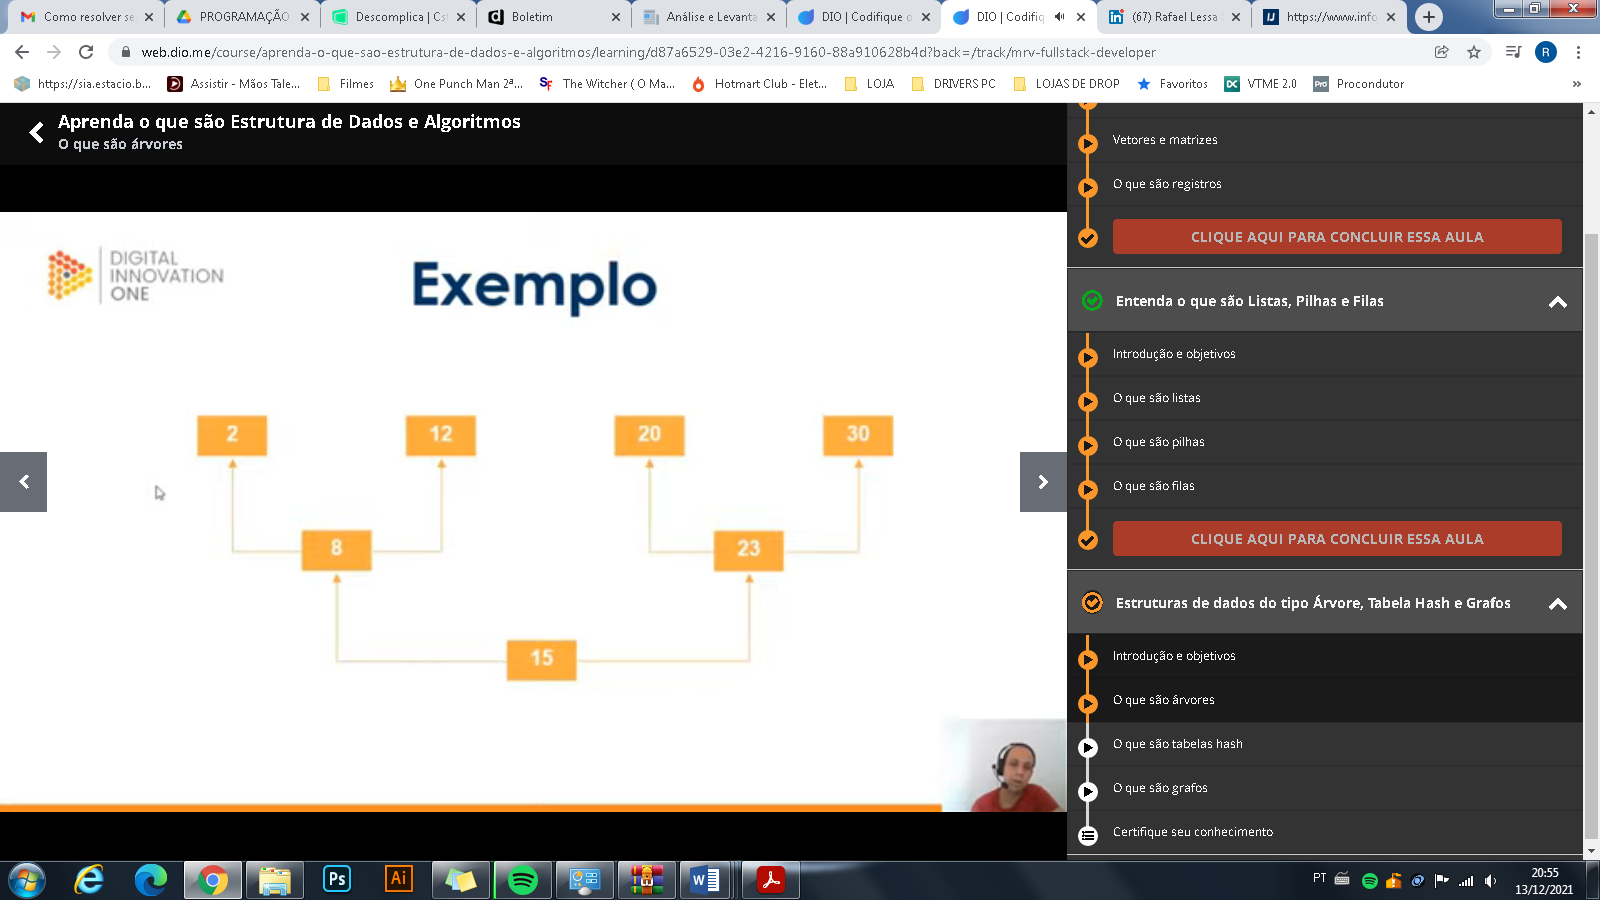 Como resolver se
PROGRAMAÇÃO
Descomplica | Cs
Boletim
Análise e Levanta
DIO | Codifique o
DIO | Codifiq
(67) Rafael Lessa
https://www.info
web.dio.me/course/aprenda-o-que-sao-estrutura-de-dados-e-algoritmos/learning/d87a6529-03e2-4216-9160-88a910628b4d?back=/track/mrv-fullstack-developer
R
https://sia.estacio.b...
Assistir - Mãos Tale...
Filmes
One Punch Man 2ª...
SF
The Witcher ( O Ma...
Hotmart Club - Elet...
LOJA
DRIVERS PC
LOJAS DE DROP
Favoritos
VTME 2.0
Pro
Procondutor
»
Aprenda o que são Estrutura de Dados e Algoritmos
O que são árvores
DIGITAL
INNOVATION
ONE
Exemplo
2
12
20
30
8
23
15
Vetores e matrizes
O que são registros
CLIQUE AQUI PARA CONCLUIR ESSA AULA
Entenda o que são Listas, Pilhas e Filas
Introdução e objetivos
O que são listas
O que são pilhas
O que são filas
CLIQUE AQUI PARA CONCLUIR ESSA AULA
Estruturas de dados do tipo Árvore, Tabela Hash e Grafos
Introdução e objetivos
O que são árvores
O que são tabelas hash
O que são grafos
Certifique seu conhecimento
Ps
Ai
PT
20:55
13/12/2021